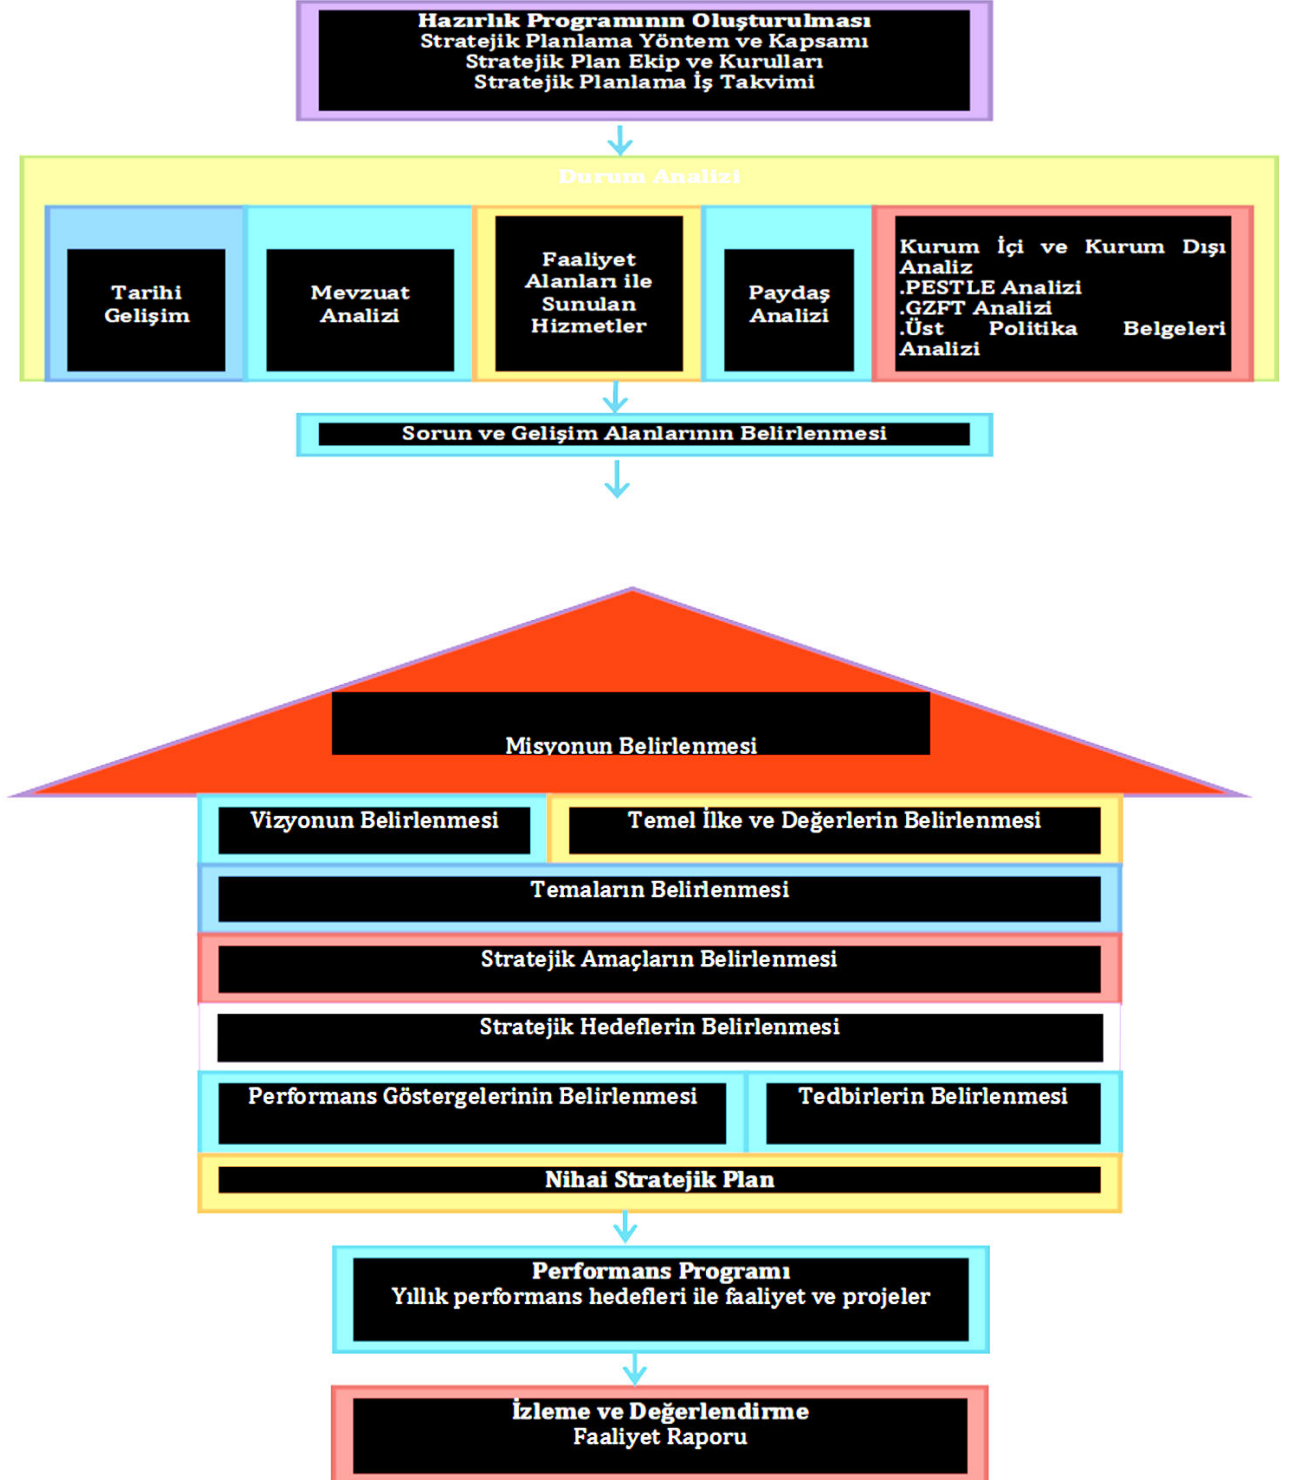 Hazırlık Programının Oluşturulması
Stratejik Planlama Yöntem ve Kapsamı
Stratejik Plan Ekip ve Kurulları
Stratejik Planlama İş Takvimi
Durum Analizi
Tarihi
Gelişim
Mevzuat
Analizi
Faaliyet
Alanları ile
Sunulan
Hizmetler
Paydaş
Analizi
Kurum İçi ve Kurum Dışı
Analiz
.PESTLE Analizi
.GZFT Analizi
.Üst Politika Belgeleri
Analizi
Sorun ve Gelişim Alanlarının Belirlenmesi
Misyonun Belirlenmesi
Vizyonun Belirlenmesi
Temel İlke ve Değerlerin Belirlenmesi
Temaların Belirlenmesi
Stratejik Amaçların Belirlenmesi
Stratejik Hedeflerin Belirlenmesi
Performans Göstergelerinin Belirlenmesi
Tedbirlerin Belirlenmesi
Nihai Stratejik Plan
Performans Programı
Yıllık performans hedefleri ile faaliyet ve projeler
İzleme ve Değerlendirme
Faaliyet Raporu